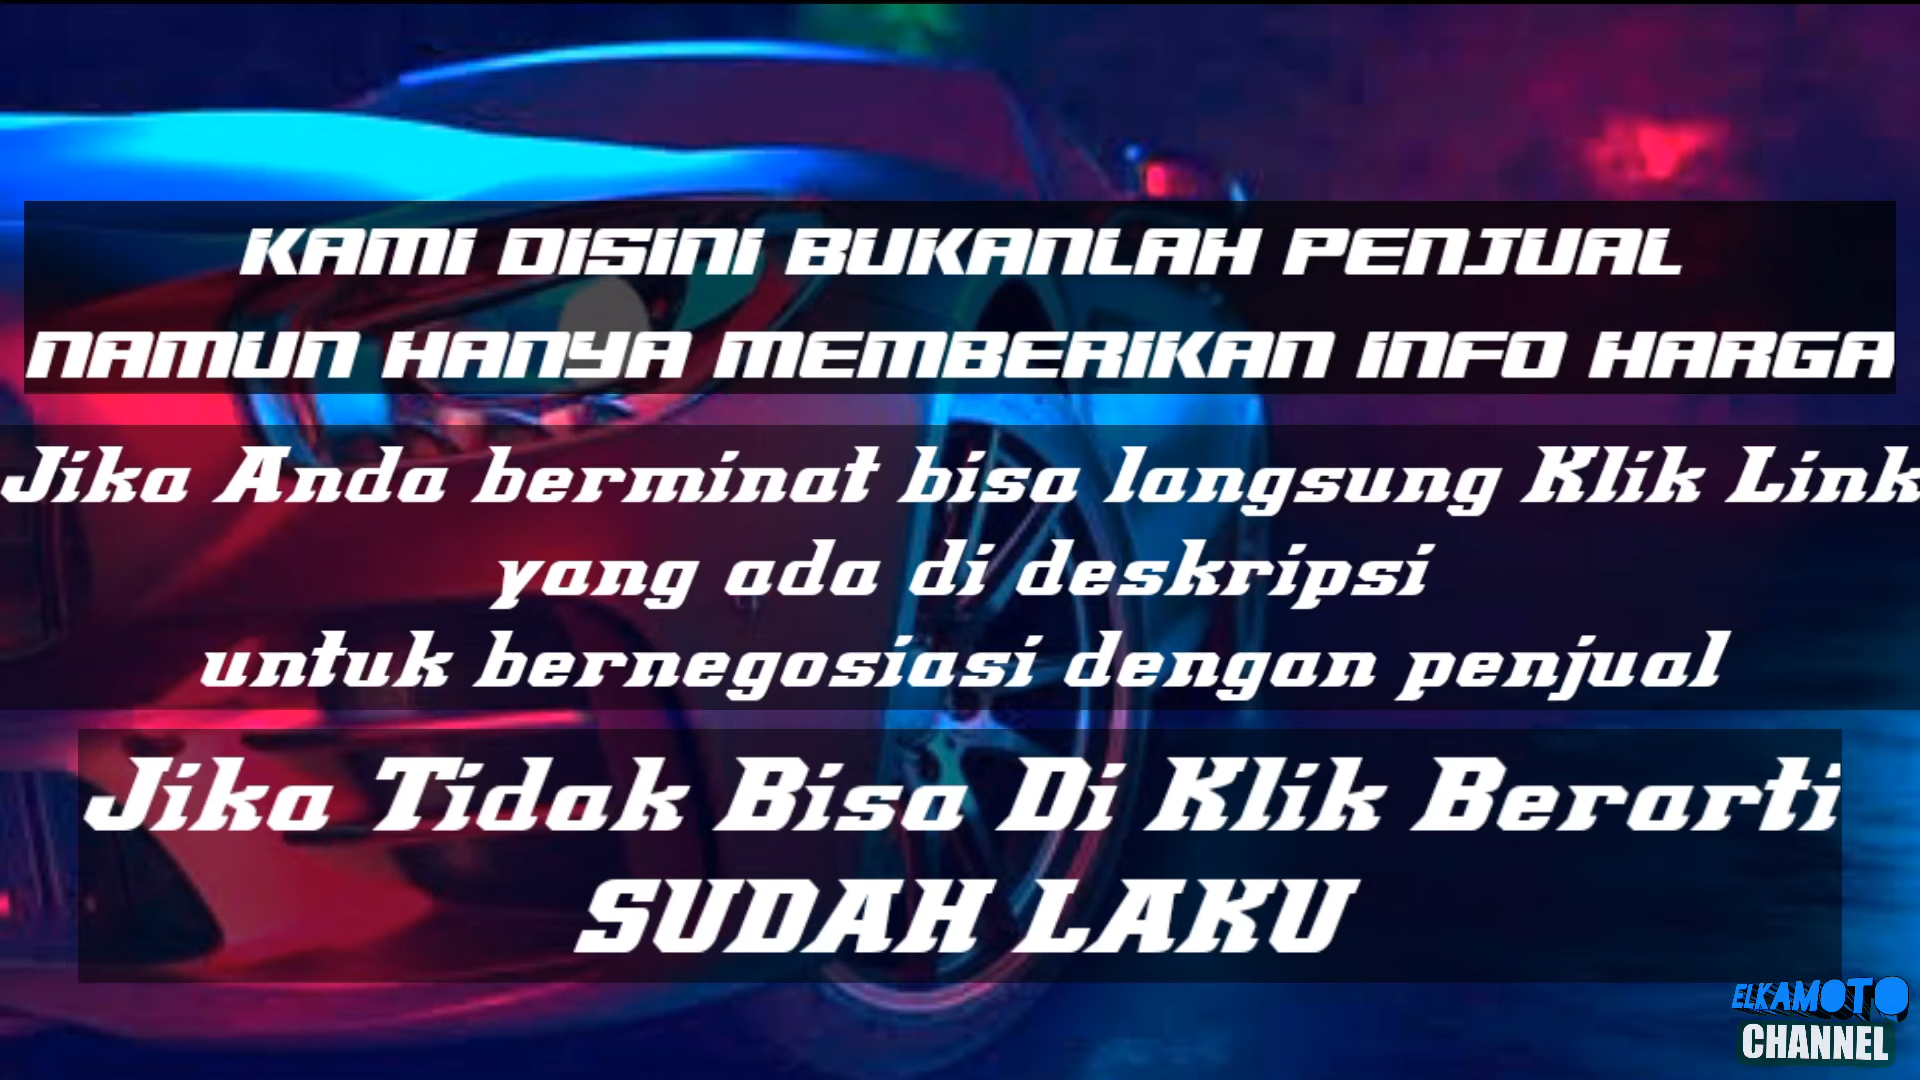 KAMI DISINI BUKANLAH PENJUAL
NAMUN HANYA MEMBERIKAN INFO HARGA
Jika Anda berminat bisa langsung Klik Link
yang ada di deskripsi
untuk bernegosiasi dengan penjual
Jika Tidak Bisa Di Klik Berarti
SUDAH LAKU
ELKAMOTO
CHANNEL